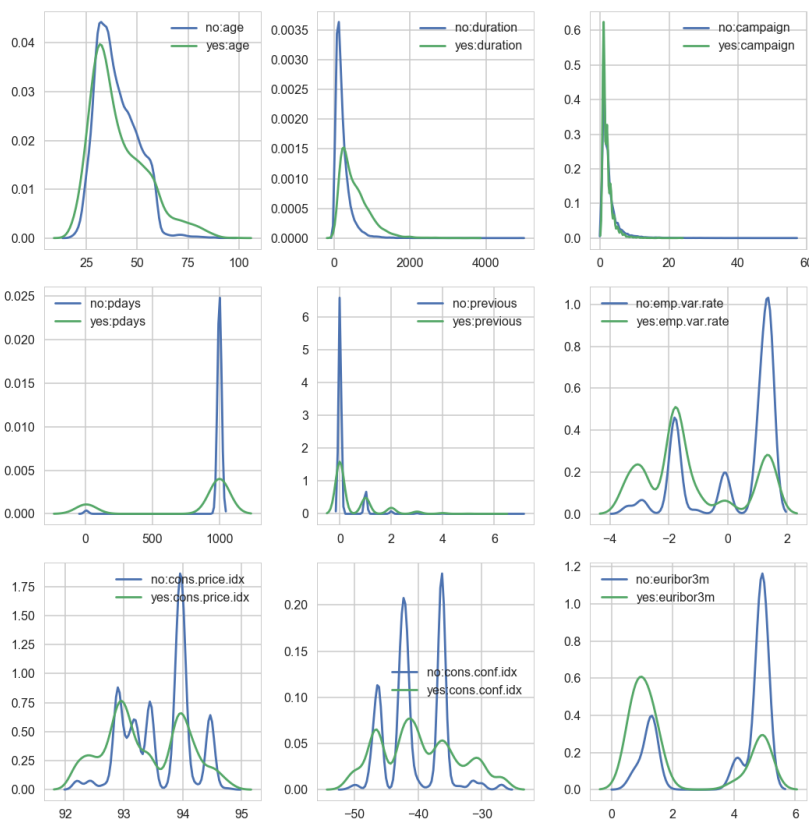 no:age
yes:age
0.04
0.03
0.02
0.01
0.00
25 50 75 100
no:duration
yes:duration
0.0035
0.0030
0.0025
0.0020
0.0015
0.0010
0.0005
0.0000
0 2000 4000
no:campaign
yes:campaign
0.6
0.5
0.4
0.3
0.2
0.1
0.0
0 20 40 60
no:pdays
yes:pdays
0.025
0.020
0.015
0.010
0.005
0.000
0 500 1000
no:previous
yes:previous
6
5
4
3
2
1
0
0 2 4 6
no:emp.var.rate
yes:emp.var.rate
1.0
0.8
0.6
0.4
0.2
0.0
−4 −2 0 2
no:cons.price.idx
yes:cons.price.idx
1.75
1.50
1.25
1.00
0.75
0.50
0.25
0.00
92 93 94 95
no:cons.conf.idx
yes:cons.conf.idx
0.20
0.15
0.10
0.05
0.00
−50 −40 −30
no:euribor3m
yes:euribor3m
1.2
1.0
0.8
0.6
0.4
0.2
0.0
0 2 4 6